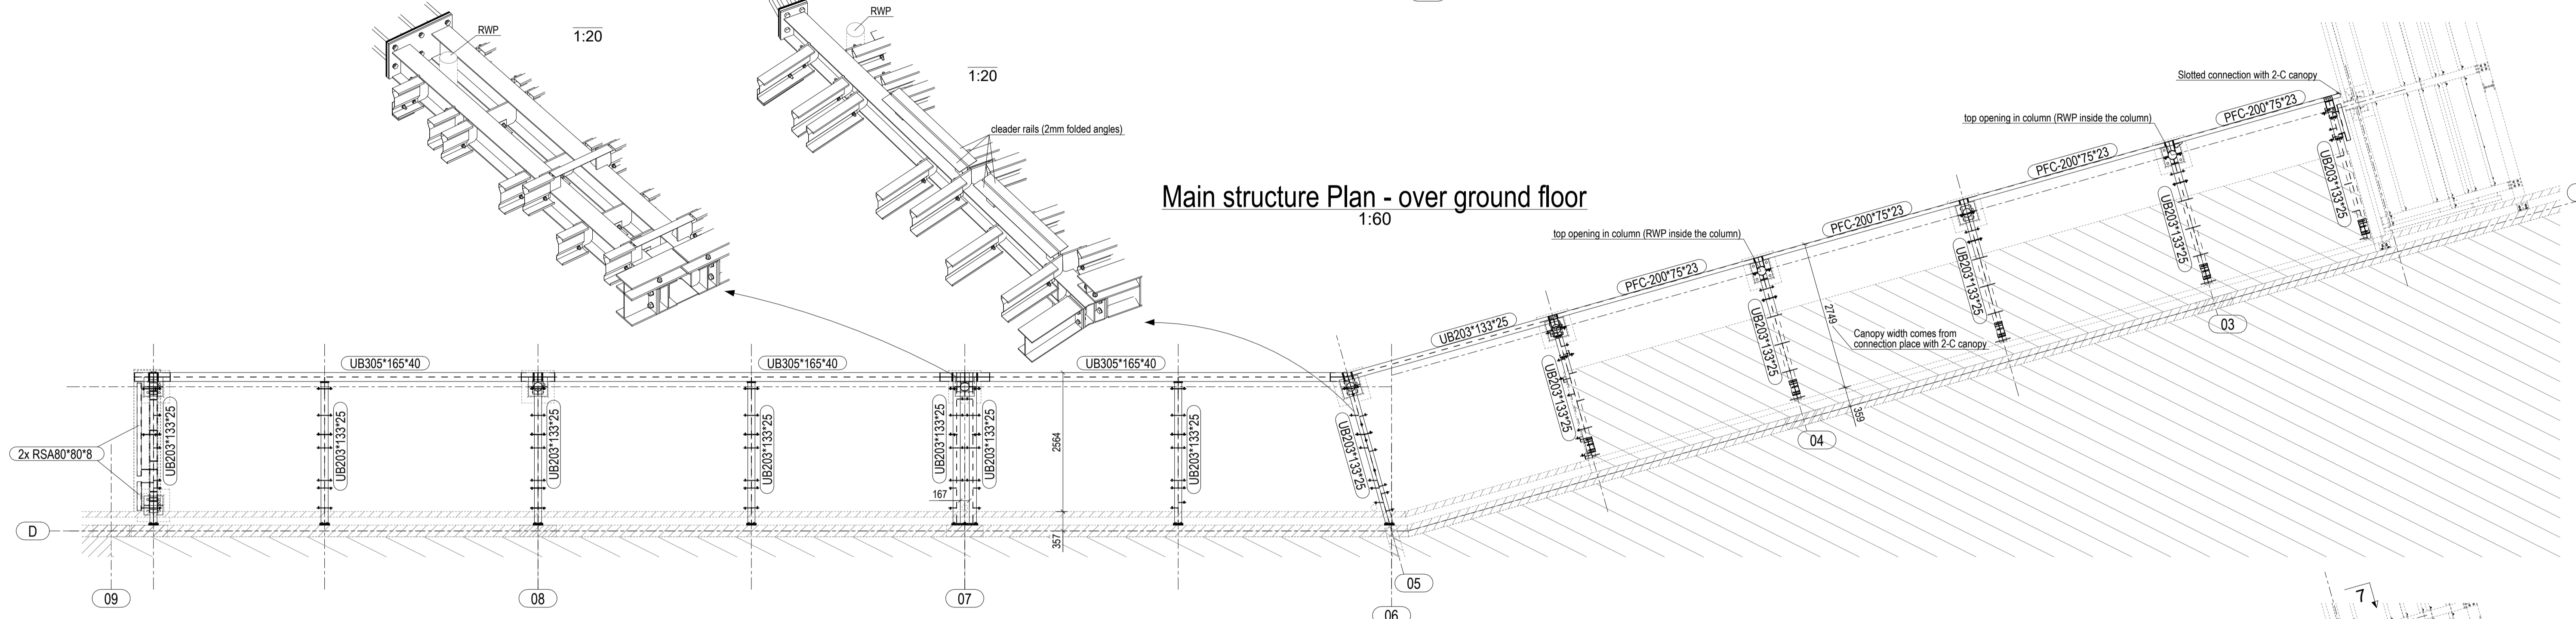 RWP
1:20
RWP
1:20
cleader rails (2mm folded angles)
Main structure Plan - over ground floor
1:60
Slotted connection with 2-C canopy
top opening in column (RWP inside the column)
top opening in column (RWP inside the column)
PFC-200*75*23
PFC-200*75*23
PFC-200*75*23
PFC-200*75*23
UB203*133*25
UB203*133*25
UB203*133*25
UB203*133*25
UB203*133*25
UB203*133*25
2749
Canopy width comes from
connection place with 2-C canopy
359
03
04
UB305*165*40
UB305*165*40
UB305*165*40
2x RSA80*80*8
UB203*133*25
UB203*133*25
UB203*133*25
UB203*133*25
UB203*133*25
UB203*133*25
UB203*133*25
UB203*133*25
167
2564
357
D
09
08
07
05
06
7